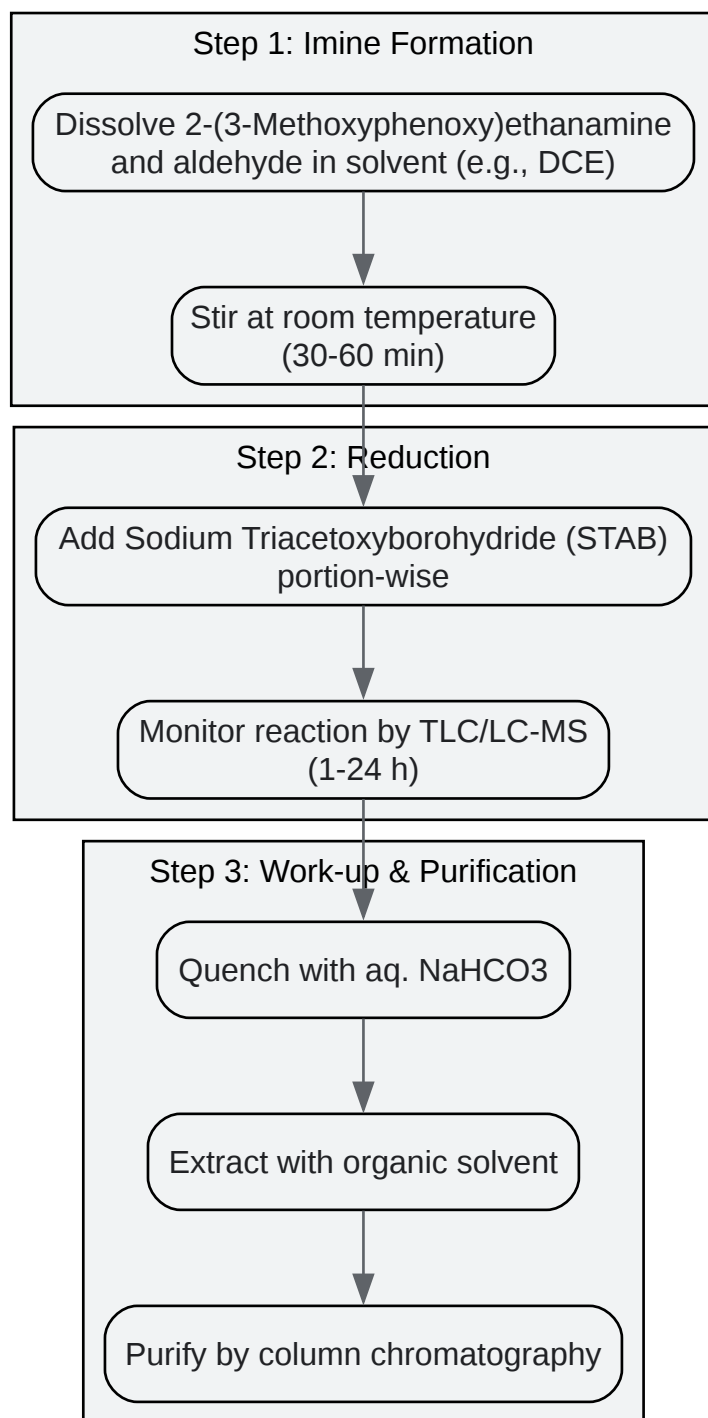 Step 1: Imine Formation
Dissolve 2-(3-Methoxyphenoxy)ethanamine
and aldehyde in solvent (e.g., DCE)
Stir at room temperature
(30-60 min)
Step 2: Reduction
Add Sodium Triacetoxyborohydride (STAB)
portion-wise
Monitor reaction by TLC/LC-MS
(1-24 h)
Step 3: Work-up & Purification
Quench with aq. NaHCO3
Extract with organic solvent
Purify by column chromatography